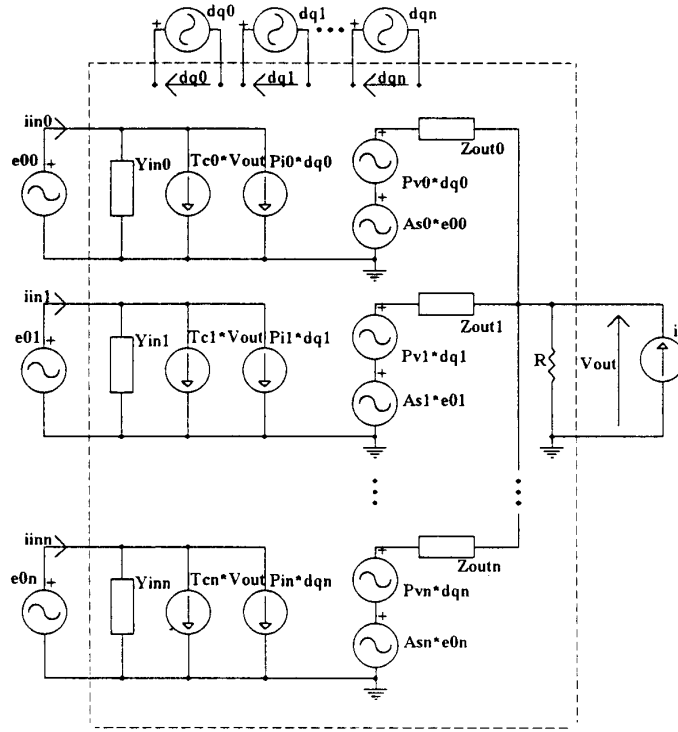 dq0 dq1 dqn
dq0 dq1 dqn
iin0
e00
Yin0
Tc0*Vout
Pi0*dq0
Pv0*dq0
As0*e00
Zout0
iin1
e01
Yin1
Tc1*Vout
Pi1*dq1
Pv1*dq1
As1*e01
Zout1
R
Vout
i
iinn
e0n
Yinn
Tcn*Vout
Pin*dqn
Pvn*dqn
Asn*e0n
Zoutn